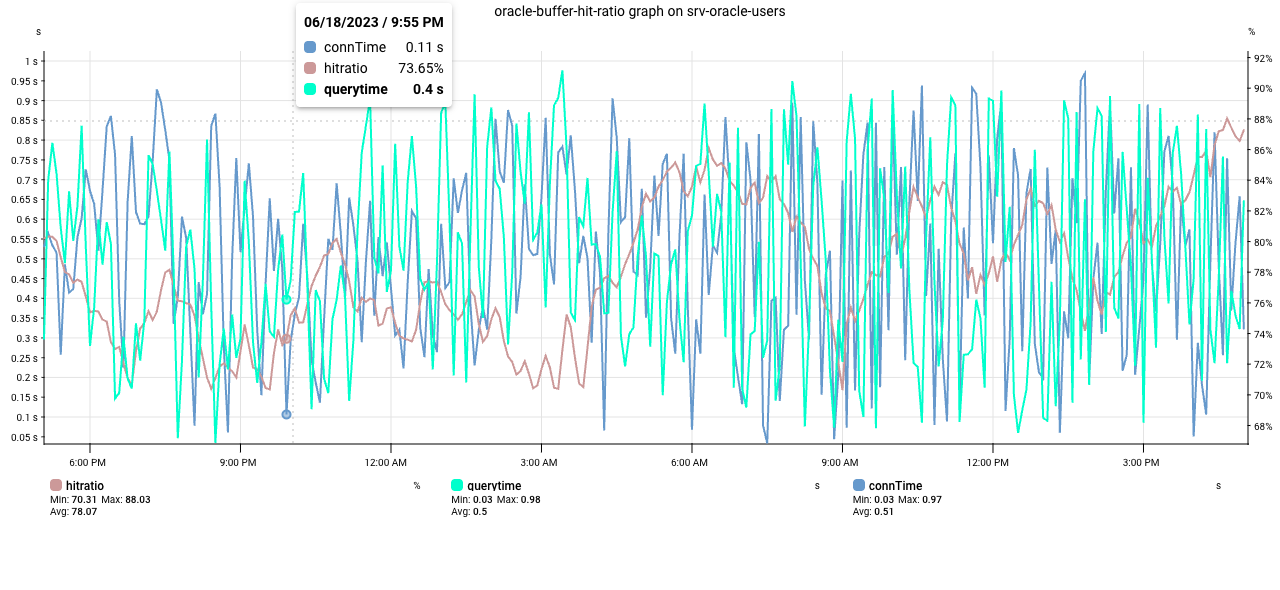 oracle-buffer-hit-ratio graph on srv-oracle-users
06/18/2023 / 9:55 PM
connTime 0.11 s
hitratio 73.65%
querytime 0.4 s
s
%
1 s
0.95 s
0.9 s
0.85 s
0.8 s
0.75 s
0.7 s
0.65 s
0.6 s
0.55 s
0.5 s
0.45 s
0.4 s
0.35 s
0.3 s
0.25 s
0.2 s
0.15 s
0.1 s
0.05 s
92%
90%
88%
86%
84%
82%
80%
78%
76%
74%
72%
70%
68%
6:00 PM 9:00 PM 12:00 AM 3:00 AM 6:00 AM 9:00 AM 12:00 PM 3:00 PM
hitratio %
Min: 70.31 Max: 88.03
Avg: 78.07
querytime s
Min: 0.03 Max: 0.98
Avg: 0.5
connTime s
Min: 0.03 Max: 0.97
Avg: 0.51